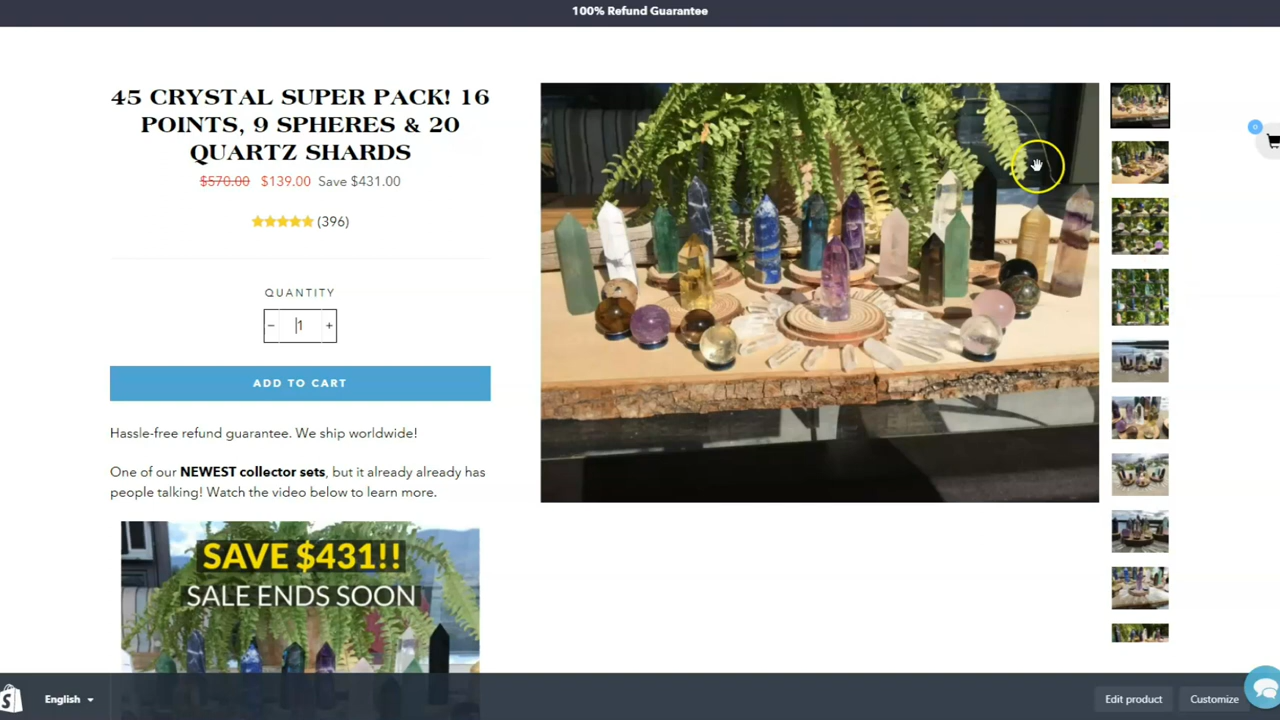 100% Refund Guarantee
45 CRYSTAL SUPER PACK! 16
POINTS, 9 SPHERES & 20
QUARTZ SHARDS
$570.00 $139.00 Save $431.00
(396)
QUANTITY
− 1 +
ADD TO CART
Hassle-free refund guarantee. We ship worldwide!
One of our NEWEST collector sets, but it already already has
people talking! Watch the video below to learn more.
SAVE $431!!
SALE ENDS SOON
0
English
Edit product
Customize